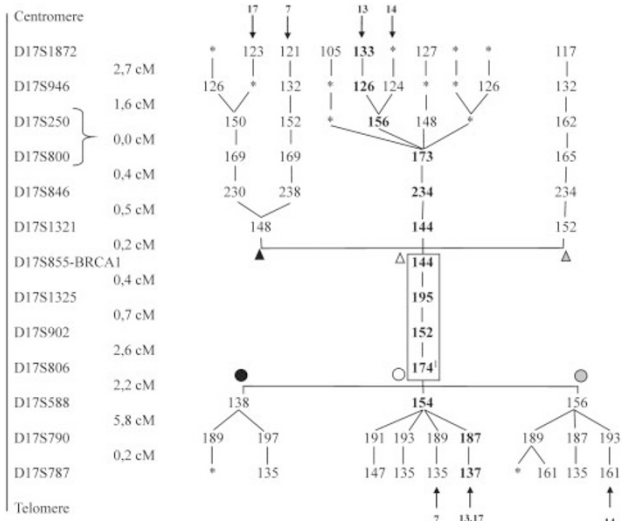 17 7 13 14
Centromere
D17S1872 * 123 121 105 133 * 127 * * 117
2,7 cM
D17S946 126 * 132 * 126 124 * * 126 132
1,6 cM
D17S250 150 152 * 156 148 * 162
0,0 cM
D17S800 169 169 173 165
0,4 cM
D17S846 230 238 234 234
0,5 cM
D17S1321 148 144 152
0,2 cM
D17S855-BRCA1 144
0,4 cM
D17S1325 195
0,7 cM
D17S902 152
2,6 cM
D17S806 174
2,2 cM
D17S588 138 154 156
5,8 cM
D17S790 189 197 191 193 189 187 189 187 193
0,2 cM
D17S787 * 135 147 135 135 137 * 161 135 161
Telomere 7 13,17 14